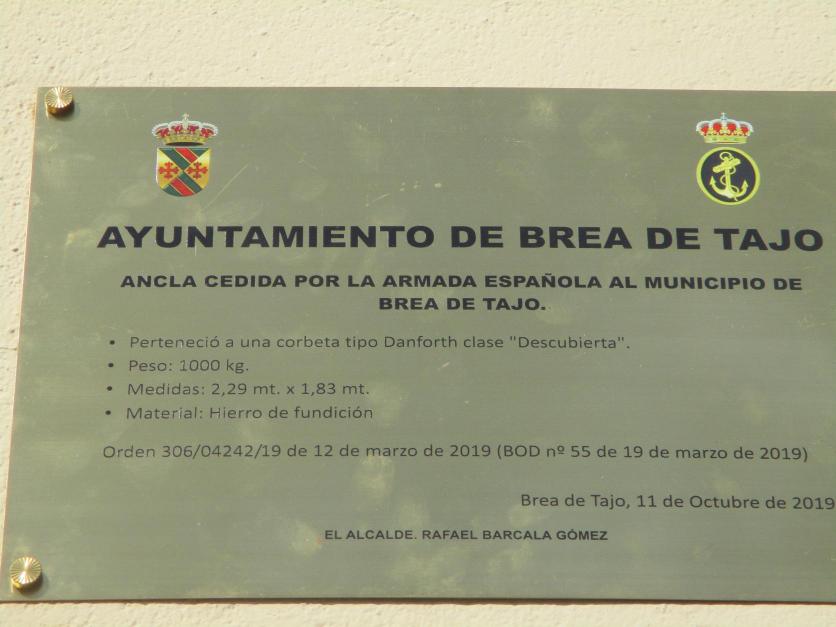 AYUNTAMIENTO DE BREA DE TAJO
ANCLA CEDIDA POR LA ARMADA ESPAÑOLA AL MUNICIPIO DE
BREA DE TAJO.
• Perteneció a una corbeta tipo Danforth clase "Descubierta".
• Peso: 1000 kg.
• Medidas: 2,29 mt. x 1,83 mt.
• Material: Hierro de fundición
Orden 306/04242/19 de 12 de marzo de 2019 (BOD nº 55 de 19 de marzo de 2019)
Brea de Tajo, 11 de Octubre de 2019
EL ALCALDE. RAFAEL BARCALA GÓMEZ